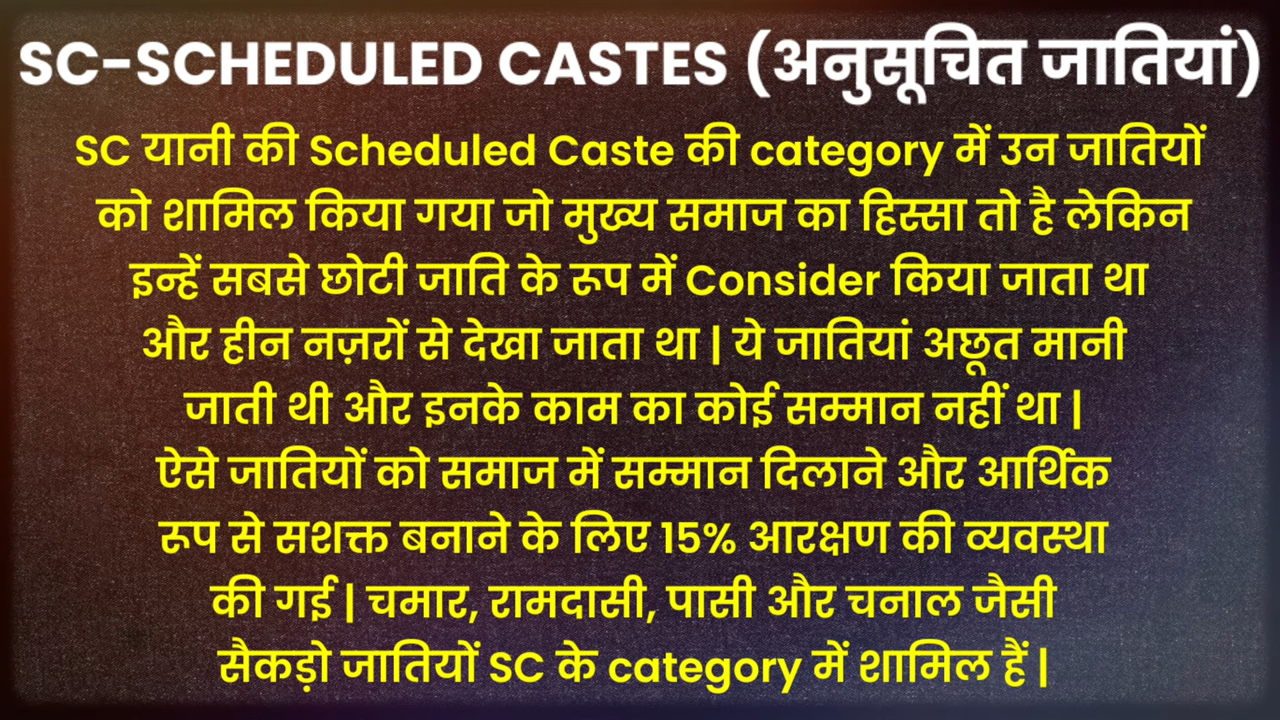 SC-SCHEDULED CASTES (अनुसूचित जातियां)
SC यानी की Scheduled Caste की category में उन जातियों
को शामिल किया गया जो मुख्य समाज का हिस्सा तो है लेकिन
इन्हें सबसे छोटी जाति के रूप में Consider किया जाता था
और हीन नज़रों से देखा जाता था | ये जातियां अछूत मानी
जाती थी और इनके काम का कोई सम्मान नहीं था |
ऐसे जातियों को समाज में सम्मान दिलाने और आर्थिक
रूप से सशक्त बनाने के लिए 15% आरक्षण की व्यवस्था
की गई | चमार, रामदासी, पासी और चनाल जैसी
सैकड़ो जातियों SC के category में शामिल हैं |